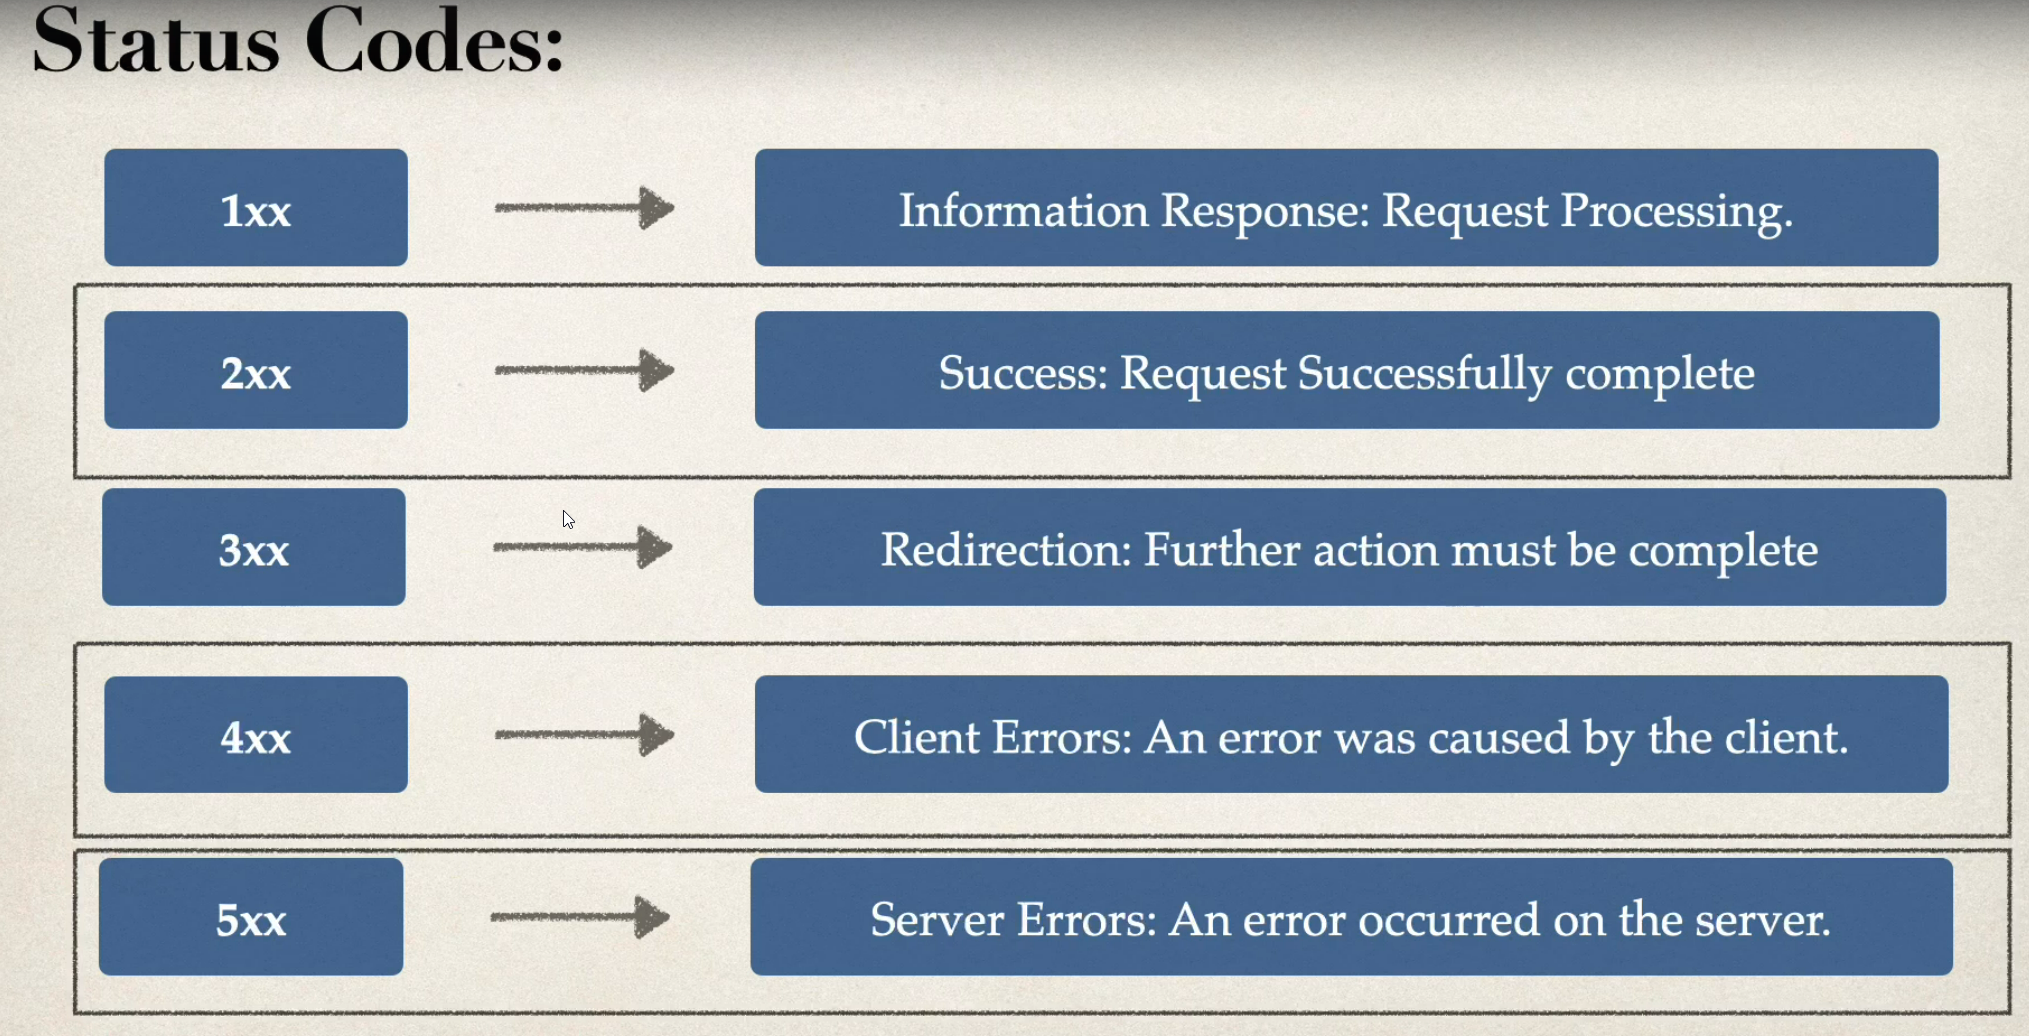 Status Codes:
1xx
Information Response: Request Processing.
2xx
Success: Request Successfully complete
3xx
Redirection: Further action must be complete
4xx
Client Errors: An error was caused by the client.
5xx
Server Errors: An error occurred on the server.